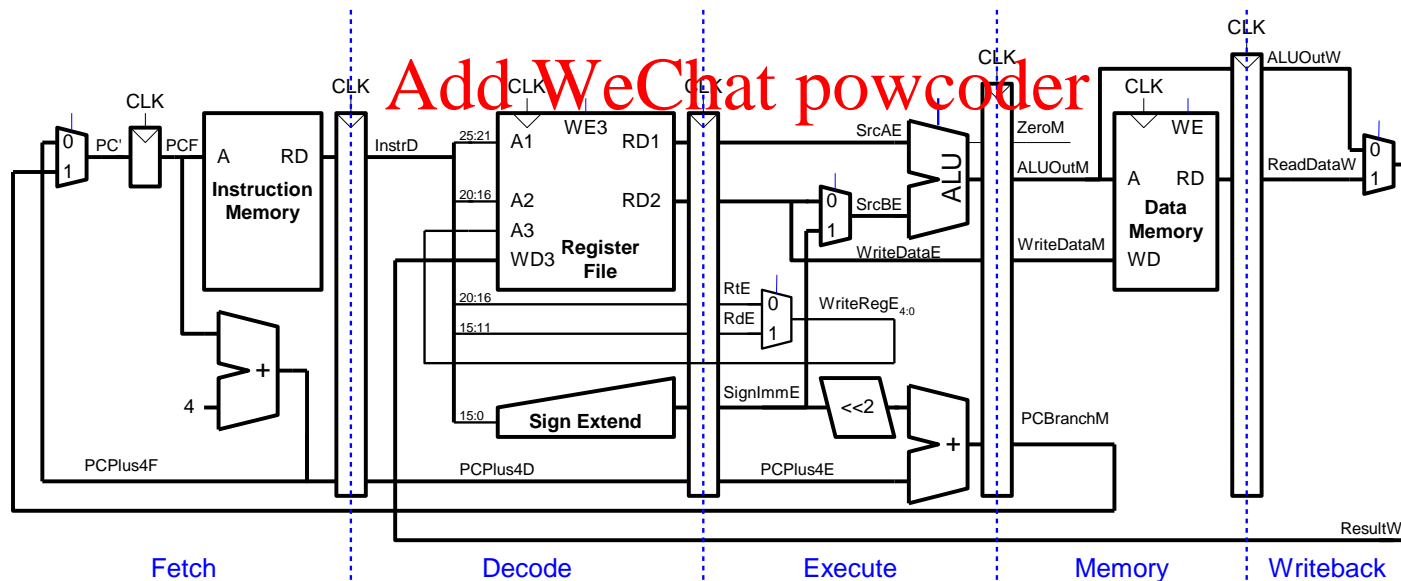 CLK
CLK
CLK
CLK
CLK
CLK
CLK
CLK
Add WeChat powcoder
ALUOutW
0
1
PC'
PCF
A
RD
Instruction
Memory
InstrD
25:21
A1
WE3
RD1
SrcAE
ALU
ZeroM
ALUOutM
WE
A
RD
Data
Memory
WD
ReadDataW
0
1
20:16
A2
RD2
0
1
SrcBE
A3
WD3
Register
File
WriteDataE
WriteDataM
20:16
RtE
0
WriteRegE4:0
15:11
RdE
1
+
4
15:0
Sign Extend
SignImmE
<<2
+
PCBranchM
PCPlus4F
PCPlus4D
PCPlus4E
ResultW
Fetch
Decode
Execute
Memory
Writeback